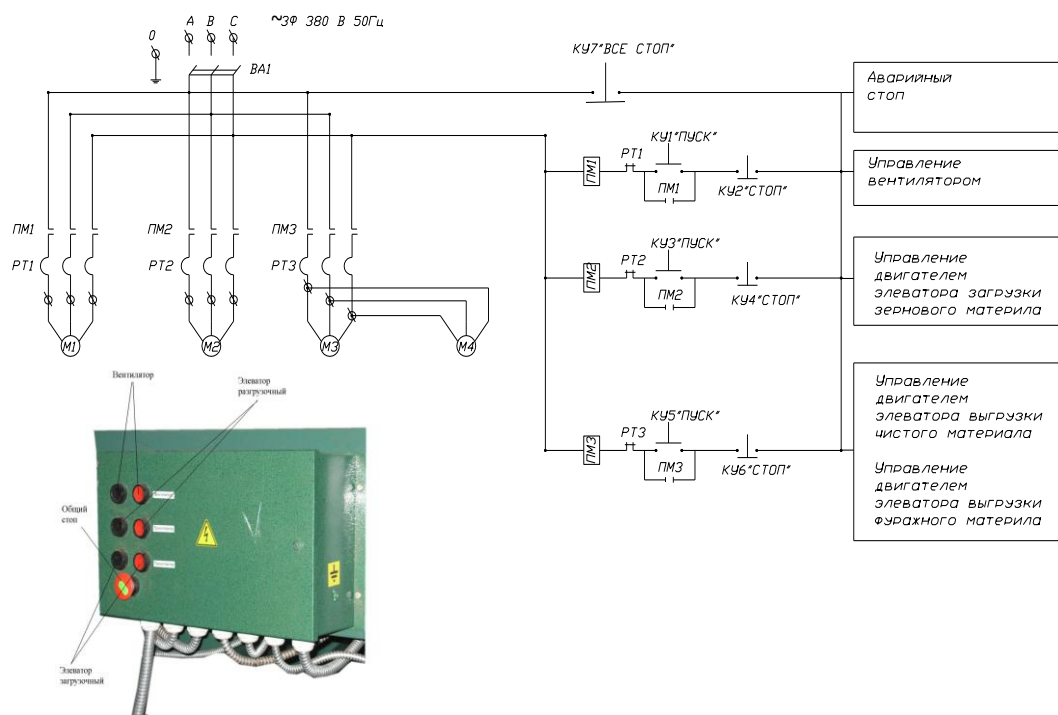 0
А В С
~3Ф 380 В 50Гц
ВА1
КУ7"ВСЕ СТОП"
Аварийный
стоп
КУ1"ПУСК"
РТ1
ПМ1
ПМ1
КУ2"СТОП"
Управление
вентилятором
ПМ1
ПМ2
ПМ3
РТ1
РТ2
РТ3
КУ3"ПУСК"
РТ2
ПМ2
ПМ2
КУ4"СТОП"
Управление
двигателем
элеватора загрузки
зернового материла
М1
М2
М3
М4
Управление
двигателем
элеватора выгрузки
чистого материала
КУ5"ПУСК"
РТ3
ПМ3
ПМ3
КУ6"СТОП"
Управление
двигателем
элеватора выгрузки
фуражного материла
Вентилятор
Элеватор
разгрузочный
Общий
стоп
Элеватор
загрузочный